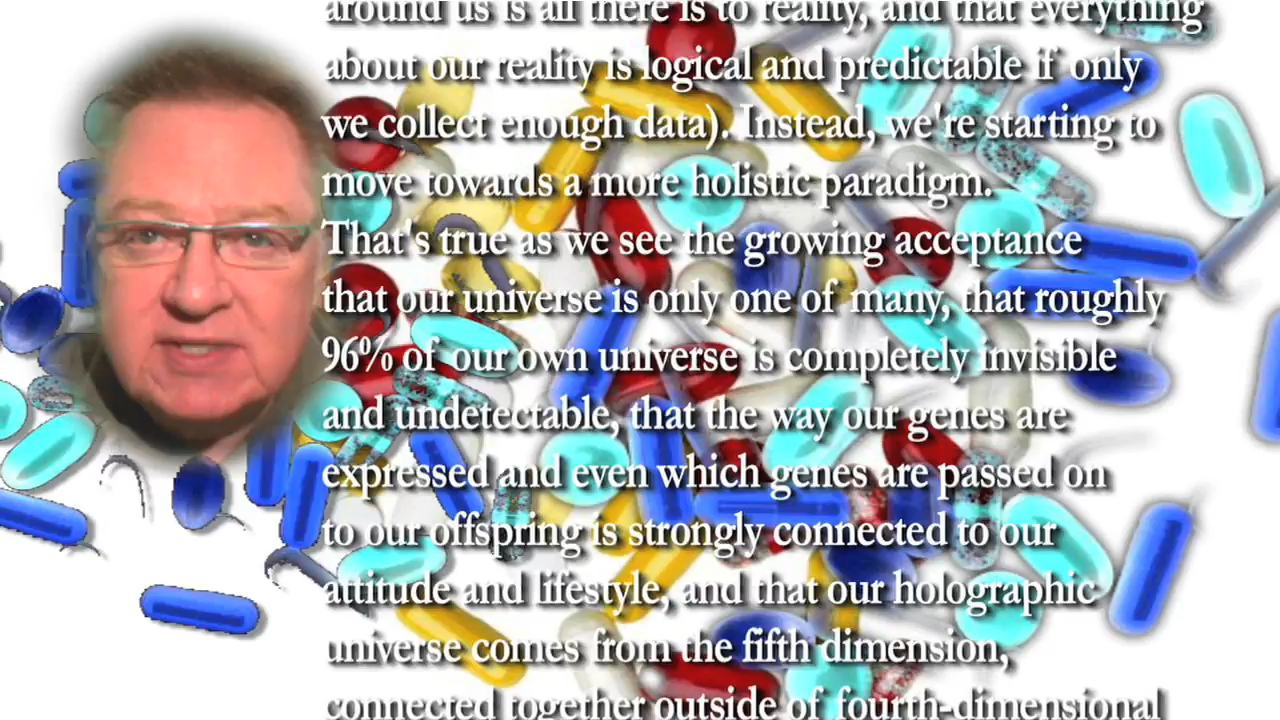 around us is all there is to reality, and that everything
about our reality is logical and predictable if only
we collect enough data). Instead, we're starting to
move towards a more holistic paradigm.
That's true as we see the growing acceptance
that our universe is only one of many, that roughly
96% of our own universe is completely invisible
and undetectable, that the way our genes are
expressed and even which genes are passed on
to our offspring is strongly connected to our
attitude and lifestyle, and that our holographic
universe comes from the fifth dimension,
connected together outside of fourth-dimensional